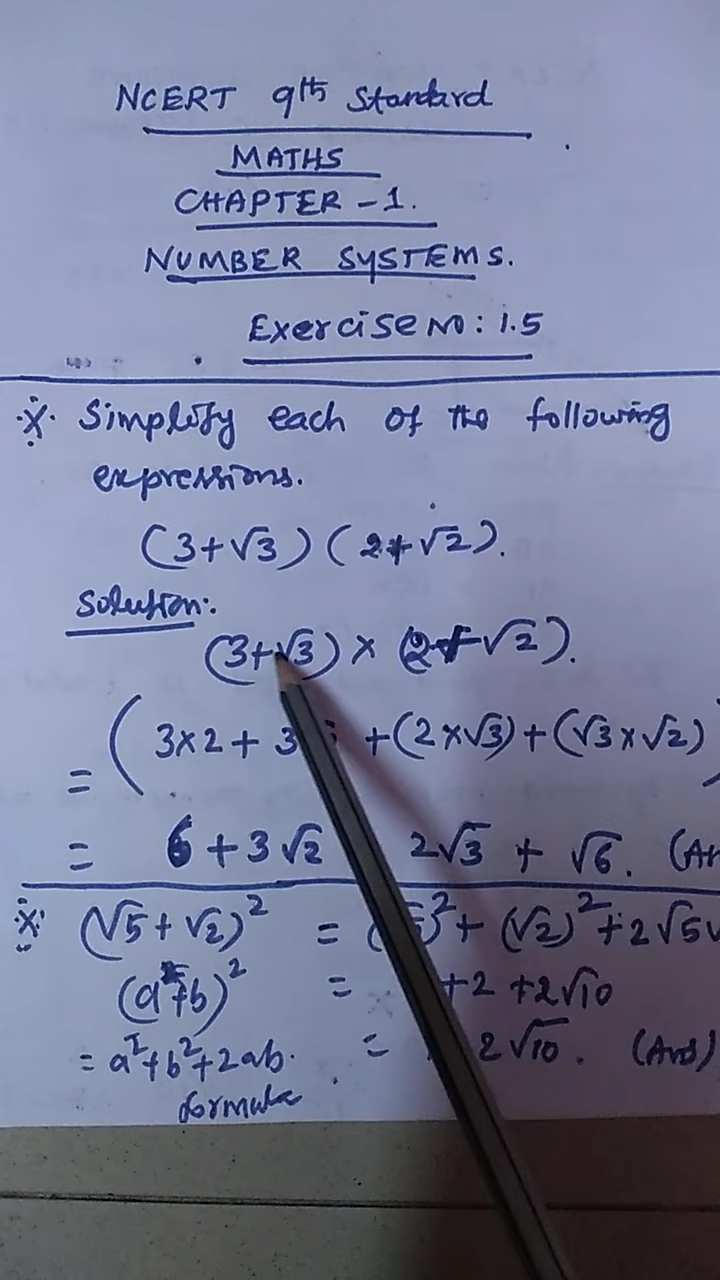 NCERT 9th Standard
MATHS
CHAPTER - 1.
NUMBER SYSTEMS.
Exercise No: 1.5
Simplify each of the following
expressions.
(3+√3) (2+√2).
Solution:
(3+√3) × (2+√2).
= (3×2 + 3 +(2×√3)+(√3×√2)
= 6 + 3√2 2√3 + √6. (An
(√5+√2)² = ( )²+ (√2)²+2√5
(a+b)² = +2 +2√10
= a²+b²+2ab. = 2√10. (Ans)
formula